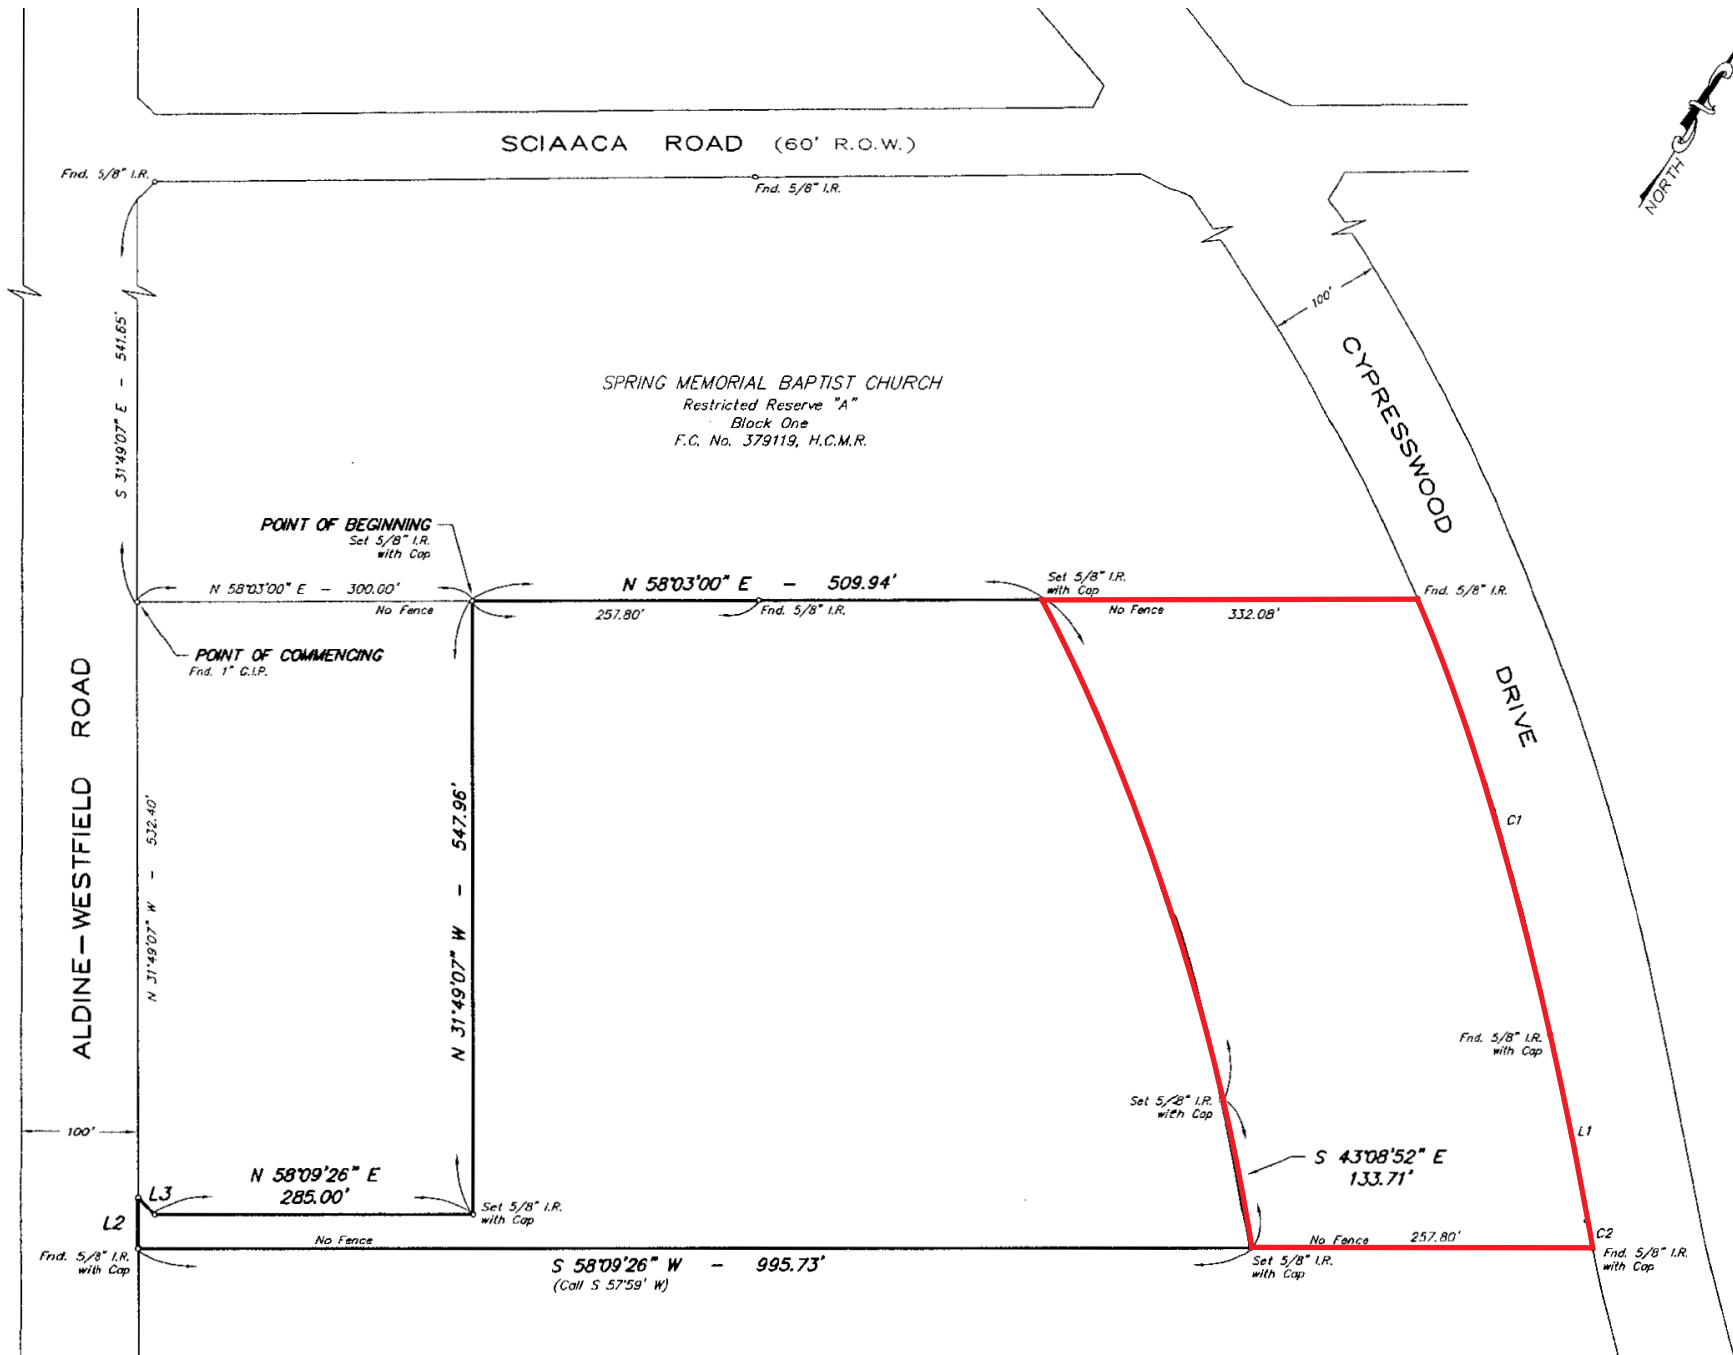 SCIAACA ROAD (60' R.O.W.)
NORTH
Fnd. 5/8" I.R.
Fnd. 5/8" I.R.
100'
S 31°49'07" E - 541.65'
CYPRESSWOOD
DRIVE
SPRING MEMORIAL BAPTIST CHURCH
Restricted Reserve "A"
Block One
F.C. No. 379119, H.C.M.R.
POINT OF BEGINNING
Set 5/8" I.R.
with Cap
N 58°03'00" E - 300.00'
No Fence
N 58°03'00" E - 509.94'
257.80'
Fnd. 5/8" I.R.
Set 5/8" I.R.
with Cap
No Fence
332.08'
Fnd. 5/8" I.R.
POINT OF COMMENCING
Fnd. 1" G.I.P.
ALDINE-WESTFIELD ROAD
N 31°49'07" W - 532.40'
N 31°49'07" W - 547.96'
C1
Fnd. 5/8" I.R.
with Cap
Set 5/8" I.R.
with Cap
100'
L1
S 43°08'52" E
133.71'
N 58°09'26" E
285.00'
L3
L2
Set 5/8" I.R.
with Cap
No Fence
Fnd. 5/8" I.R.
with Cap
S 58°09'26" W - 995.73'
(Call S 57°59' W)
No Fence
257.80'
C2
Set 5/8" I.R.
with Cap
Fnd. 5/8" I.R.
with Cap